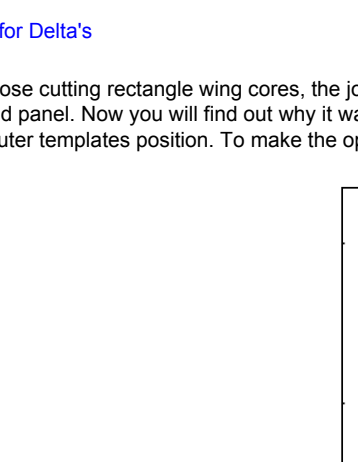 for Delta's
ose cutting rectangle wing cores, the jo
d panel. Now you will find out why it wa
uter templates position. To make the op